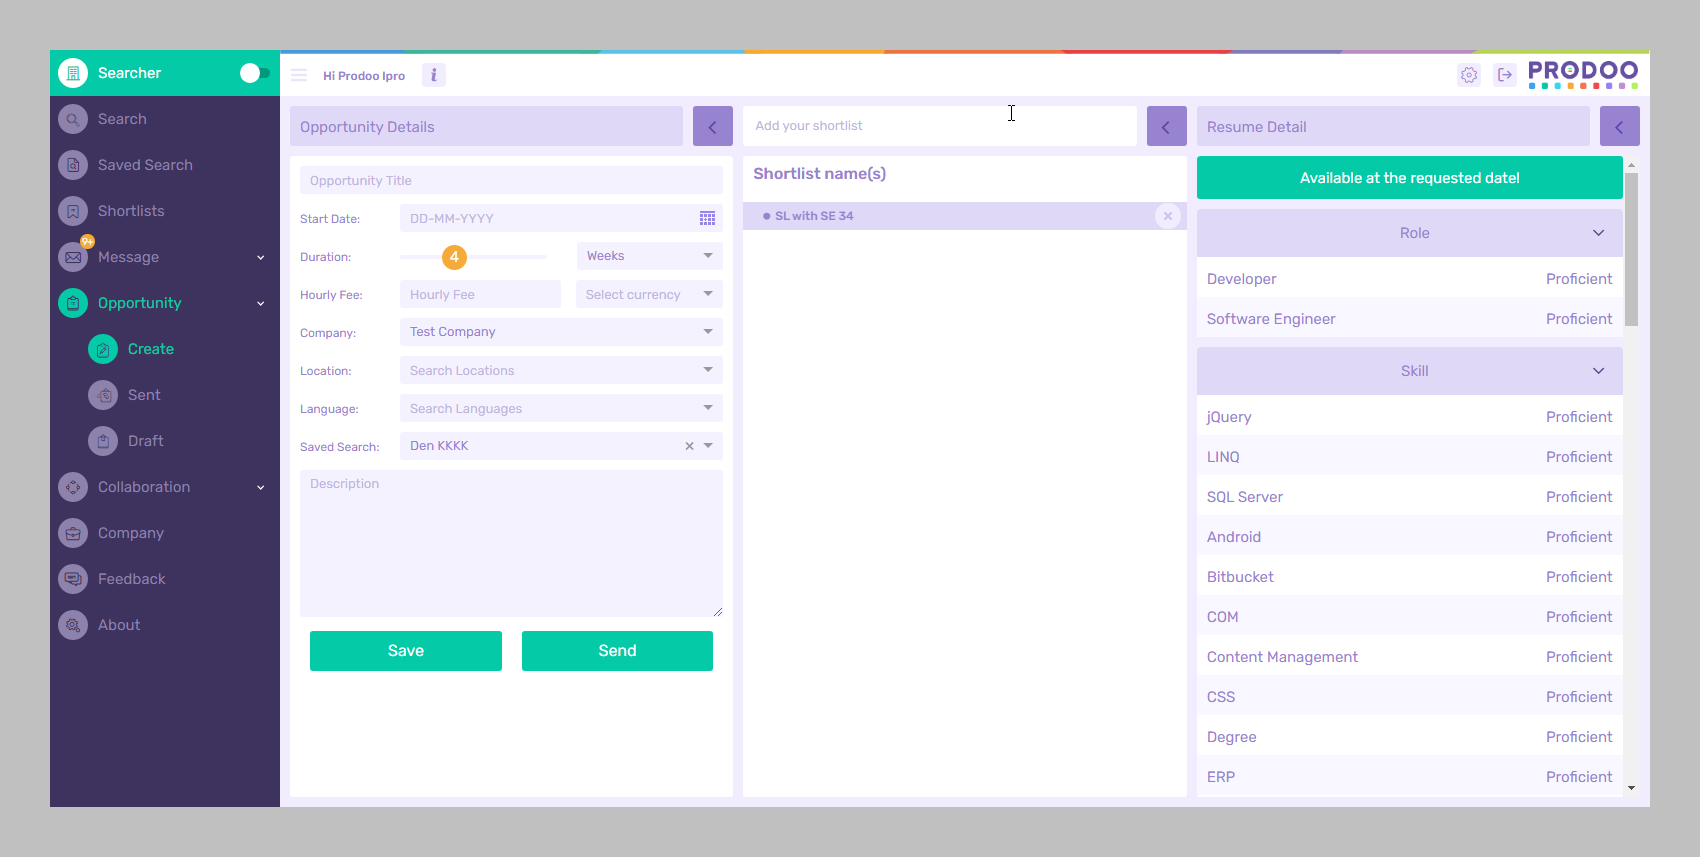 Searcher
Hi Prodoo Ipro
i
PRODOO
Search
Saved Search
Shortlists
9+
Message
Opportunity
Create
Sent
Draft
Collaboration
Company
Feedback
About
Opportunity Details
Opportunity Title
Start Date: DD-MM-YYYY
Duration: 4 Weeks
Hourly Fee: Hourly Fee Select currency
Company: Test Company
Location: Search Locations
Language: Search Languages
Saved Search: Den KKKK
Description
Save Send
Add your shortlist
Shortlist name(s)
SL with SE 34
Resume Detail
Available at the requested date!
Role
Developer Proficient
Software Engineer Proficient
Skill
jQuery Proficient
LINQ Proficient
SQL Server Proficient
Android Proficient
Bitbucket Proficient
COM Proficient
Content Management Proficient
CSS Proficient
Degree Proficient
ERP Proficient